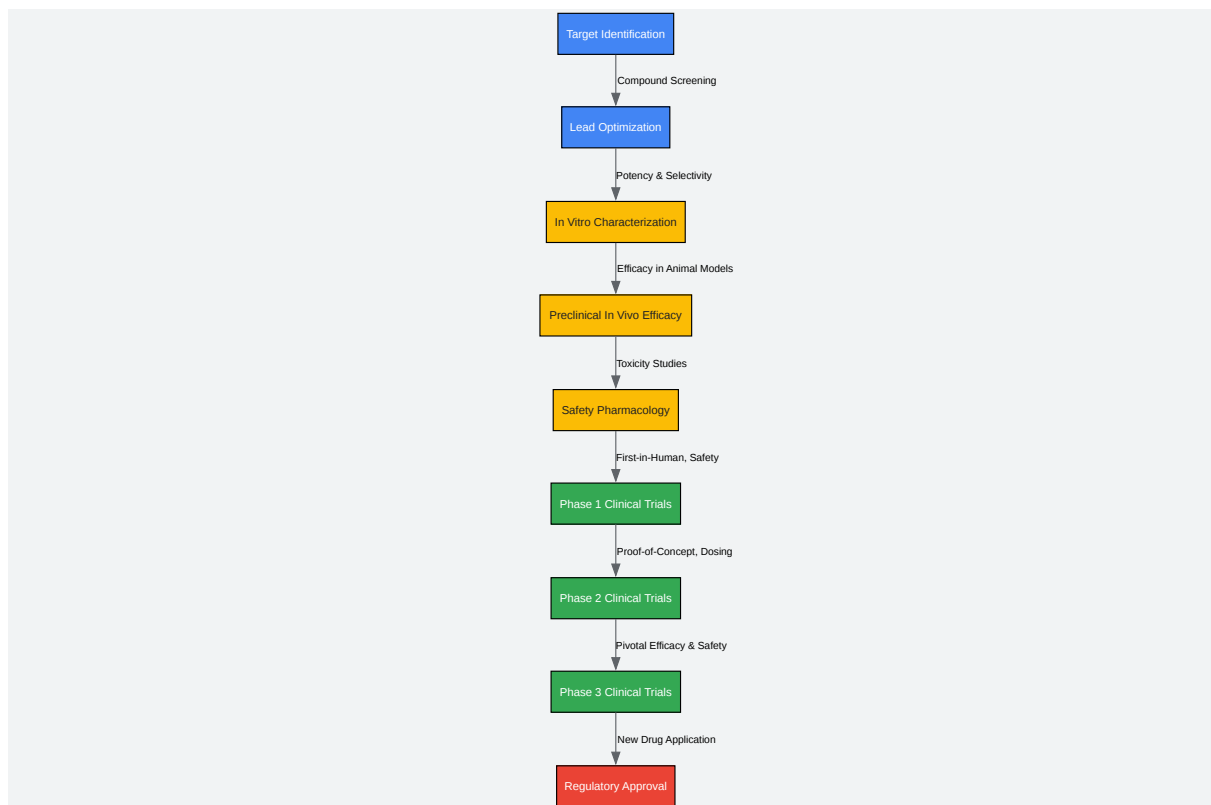 Target Identification
Compound Screening
Lead Optimization
Potency & Selectivity
In Vitro Characterization
Efficacy in Animal Models
Preclinical In Vivo Efficacy
Toxicity Studies
Safety Pharmacology
First-in-Human, Safety
Phase 1 Clinical Trials
Proof-of-Concept, Dosing
Phase 2 Clinical Trials
Pivotal Efficacy & Safety
Phase 3 Clinical Trials
New Drug Application
Regulatory Approval